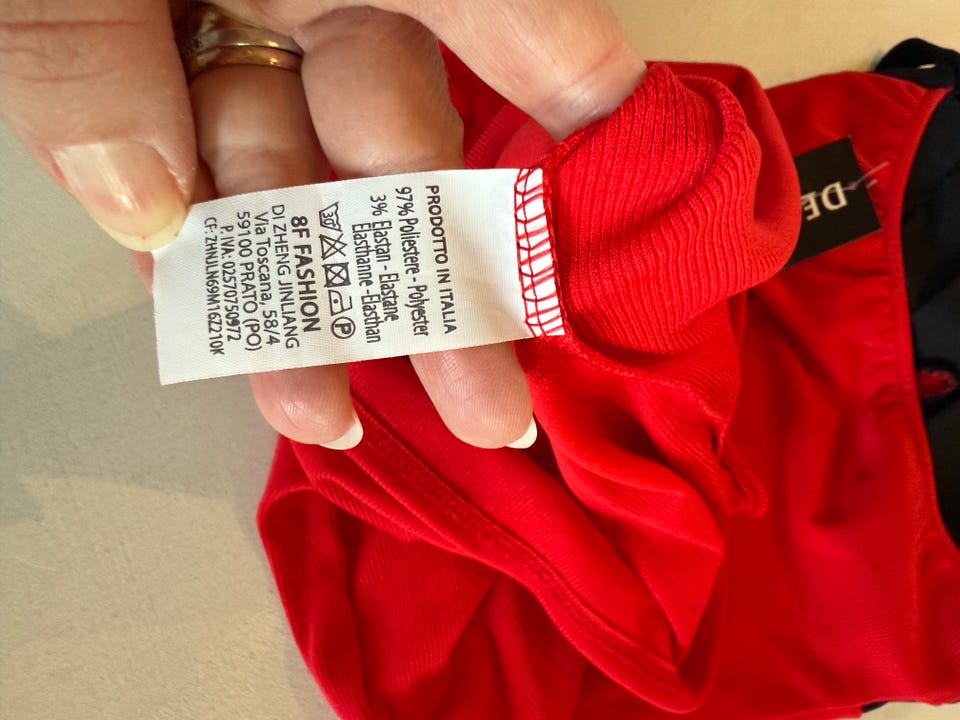 PRODOTTO IN ITALIA
97% Poliestere - Polyester
3% Elastan - Elastane
Elasthanne -Elasthan
30 P
8F FASHION
DI ZHENG JINLIANG
Via Toscana, 58/4
59100 PRATO (PO)
P. IVA: 02570750972
CF: ZHNJLN69M16Z210K
DE